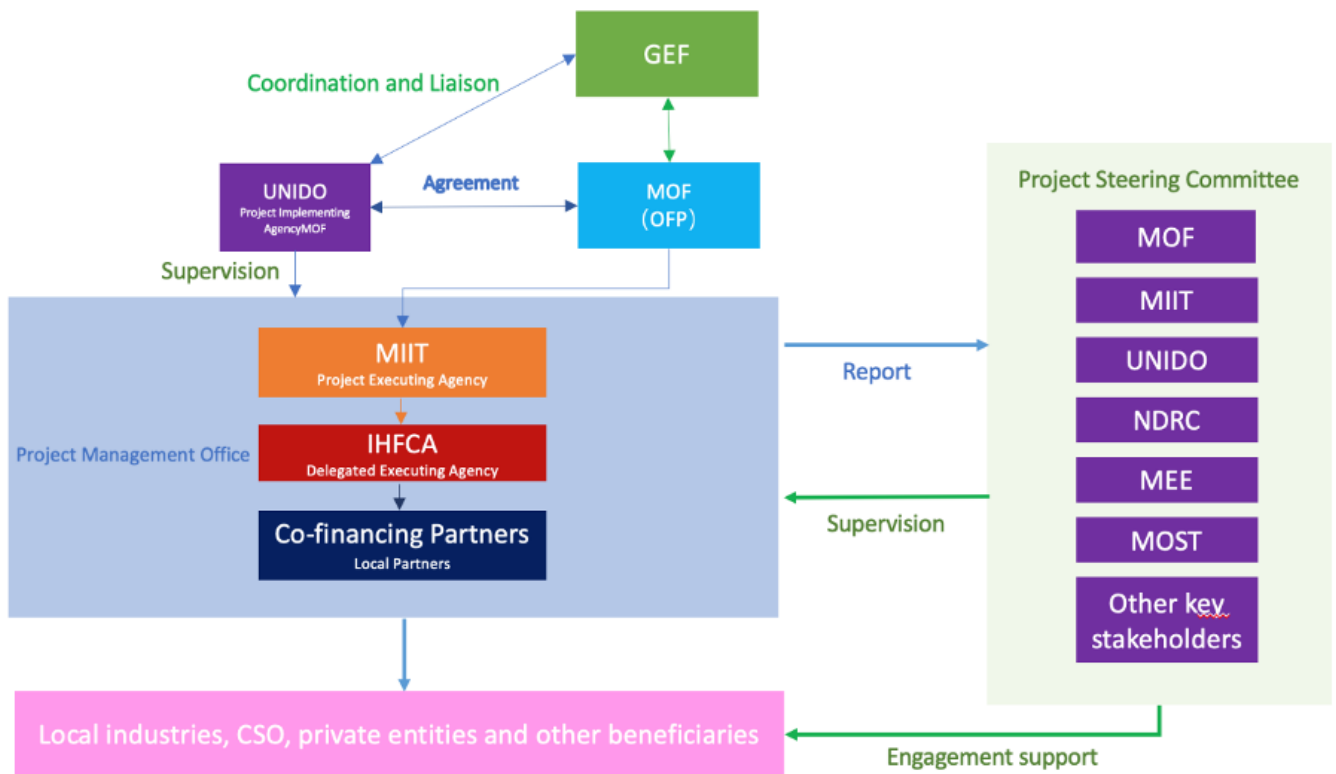 GEF
Coordination and Liaison
UNIDO
Project Implementing
AgencyMOF
Agreement
MOF
(OFP)
Supervision
Project Management Office
MIIT
Project Executing Agency
IHFCA
Delegated Executing Agency
Co-financing Partners
Local Partners
Report
Supervision
Project Steering Committee
MOF
MIIT
UNIDO
NDRC
MEE
MOST
Other key
stakeholders
Local industries, CSO, private entities and other beneficiaries
Engagement support